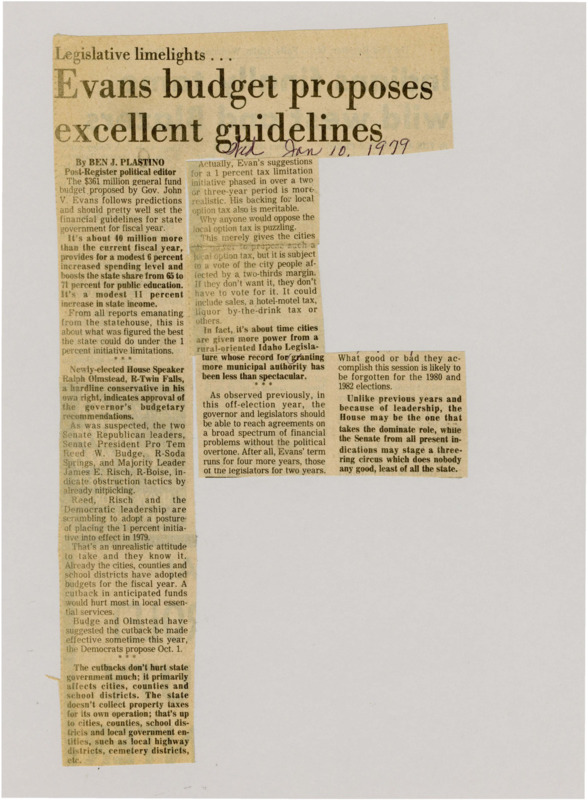 Legislative limelights . . .
Evans budget proposes
excellent guidelines
Wed Jan 10, 1979
By BEN J. PLASTINO
Post-Register political editor
The $361 million general fund
budget proposed by Gov. John
V. Evans follows predictions
and should pretty well set the
financial guidelines for state
government for fiscal year.
It's about 40 million more
than the current fiscal year,
provides for a modest 6 percent
increased spending level and
boosts the state share from 65 to
71 percent for public education.
It's a modest 11 percent
increase in state income.
From all reports emanating
from the statehouse, this is
about what was figured the best
the state could do under the 1
percent initiative limitations.
* * *
Newly-elected House Speaker
Ralph Olmstead, R-Twin Falls,
a hardline conservative in his
own right, indicates approval of
the governor's budgetary
recommendations.
As was suspected, the two
Senate Republican leaders,
Senate President Pro Tem
Reed W. Budge, R-Soda
Springs, and Majority Leader
James E. Risch, R-Boise, in-
dicate obstruction tactics by
already nitpicking.
Reed, Risch and the
Democratic leadership are
scrambling to adopt a posture
of placing the 1 percent initia-
tive into effect in 1979.
That's an unrealistic attitude
to take and they know it.
Already the cities, counties and
school districts have adopted
budgets for the fiscal year. A
cutback in anticipated funds
would hurt most in local essen-
tial services.
Budge and Olmstead have
suggested the cutback be made
effective sometime this year,
the Democrats propose Oct. 1.
* * *
The cutbacks don't hurt state
government much; it primarily
affects cities, counties and
school districts. The state
doesn't collect property taxes
for its own operation; that's up
to cities, counties, school dis-
tricts and local government en-
tities, such as local highway
districts, cemetery districts,
etc.
Actually, Evan's suggestions
for a 1 percent tax limitation
initiative phased in over a two
or three-year period is more
realistic. His backing for local
option tax also is meritable.
Why anyone would oppose the
local option tax is puzzling.
This merely gives the cities
to propose such a
local option tax, but it is subject
to a vote of the city people af-
fected by a two-thirds margin.
If they don't want it, they don't
have to vote for it. It could
include sales, a hotel-motel tax,
liquor by-the-drink tax or
others.
In fact, it's about time cities
are given more power from a
rural-oriented Idaho Legisla-
ture whose record for granting
more municipal authority has
been less than spectacular.
* * *
As observed previously, in
this off-election year, the
governor and legislators should
be able to reach agreements on
a broad spectrum of financial
problems without the political
overtone. After all, Evans' term
runs for four more years, those
of the legislators for two years.
What good or bad they ac-
complish this session is likely to
be forgotten for the 1980 and
1982 elections.
Unlike previous years and
because of leadership, the
House may be the one that
takes the dominate role, while
the Senate from all present in-
dications may stage a three-
ring circus which does nobody
any good, least of all the state.